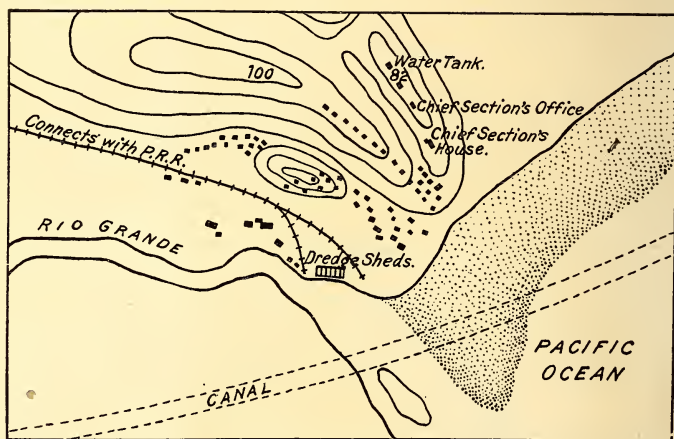 Water Tank.
82
100
Chief Section's Office
Connects with P.R.R.
Chief Section's
House.
RIO GRANDE
Dredge Sheds.
PACIFIC
OCEAN
CANAL